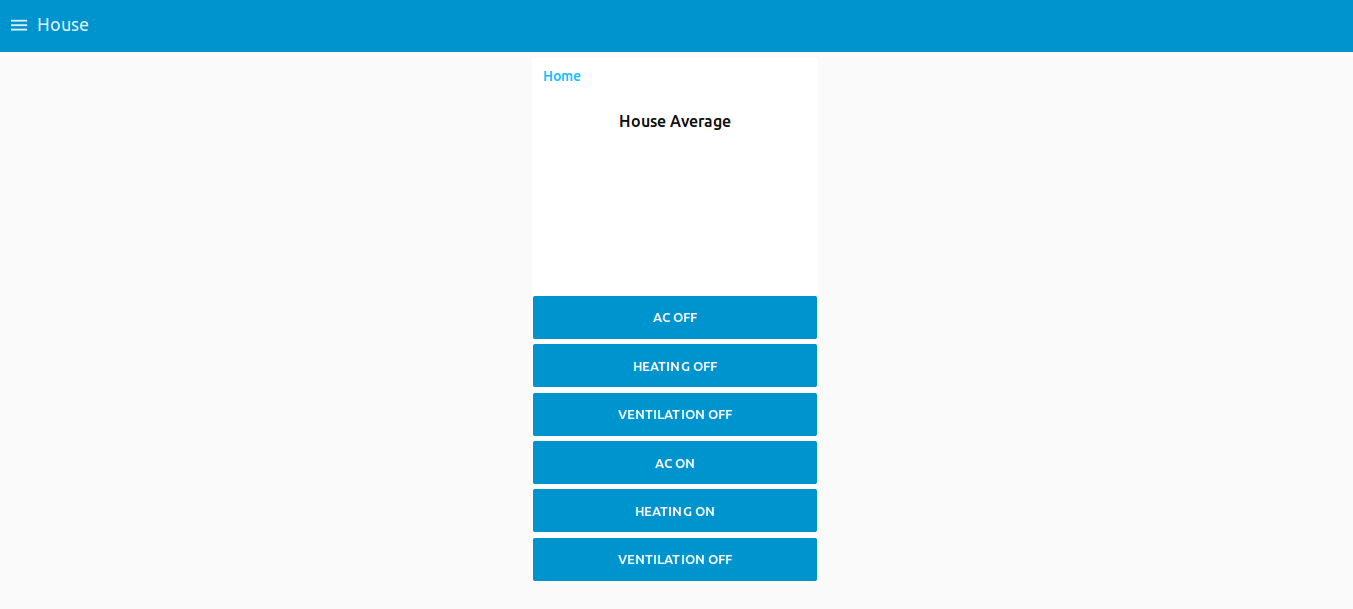 House
Home
House Average
AC OFF
HEATING OFF
VENTILATION OFF
AC ON
HEATING ON
VENTILATION OFF